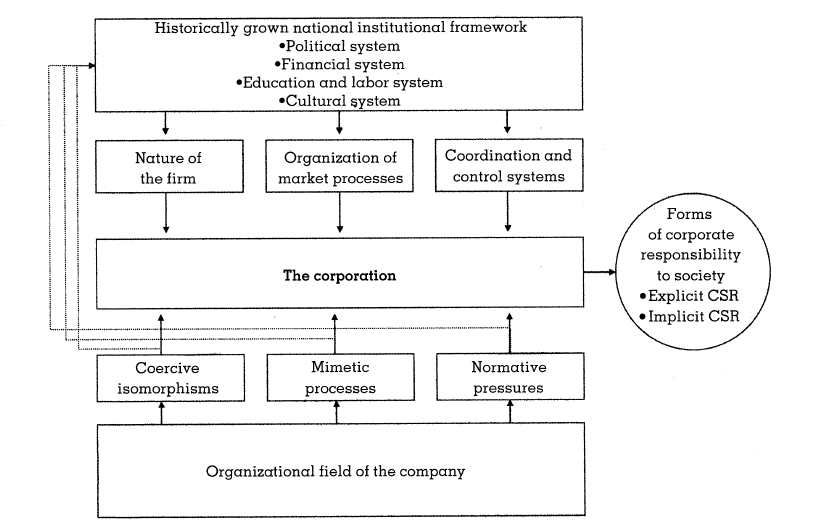 Historically grown national institutional framework
•Political system
•Financial system
•Education and labor system
•Cultural system
Nature of
the firm
Organization of
market processes
Coordination and
control systems
The corporation
Forms
of corporate
responsibility
to society
•Explicit CSR
•Implicit CSR
Coercive
isomorphisms
Mimetic
processes
Normative
pressures
Organizational field of the company